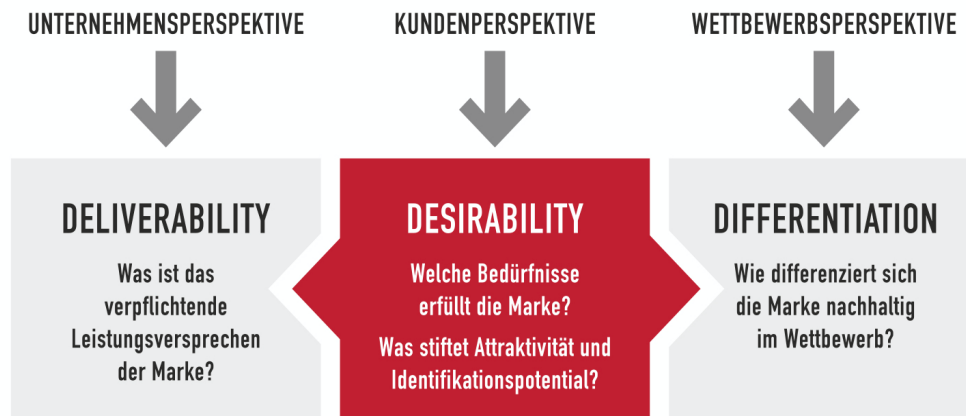 UNTERNEHMENSPERSPEKTIVE
KUNDENPERSPEKTIVE
WETTBEWERBSPERSPEKTIVE
DELIVERABILITY
Was ist das
verpflichtende
Leistungsversprechen
der Marke?
DESIRABILITY
Welche Bedürfnisse
erfüllt die Marke?
Was stiftet Attraktivität und
Identifikationspotential?
DIFFERENTIATION
Wie differenziert sich
die Marke nachhaltig
im Wettbewerb?